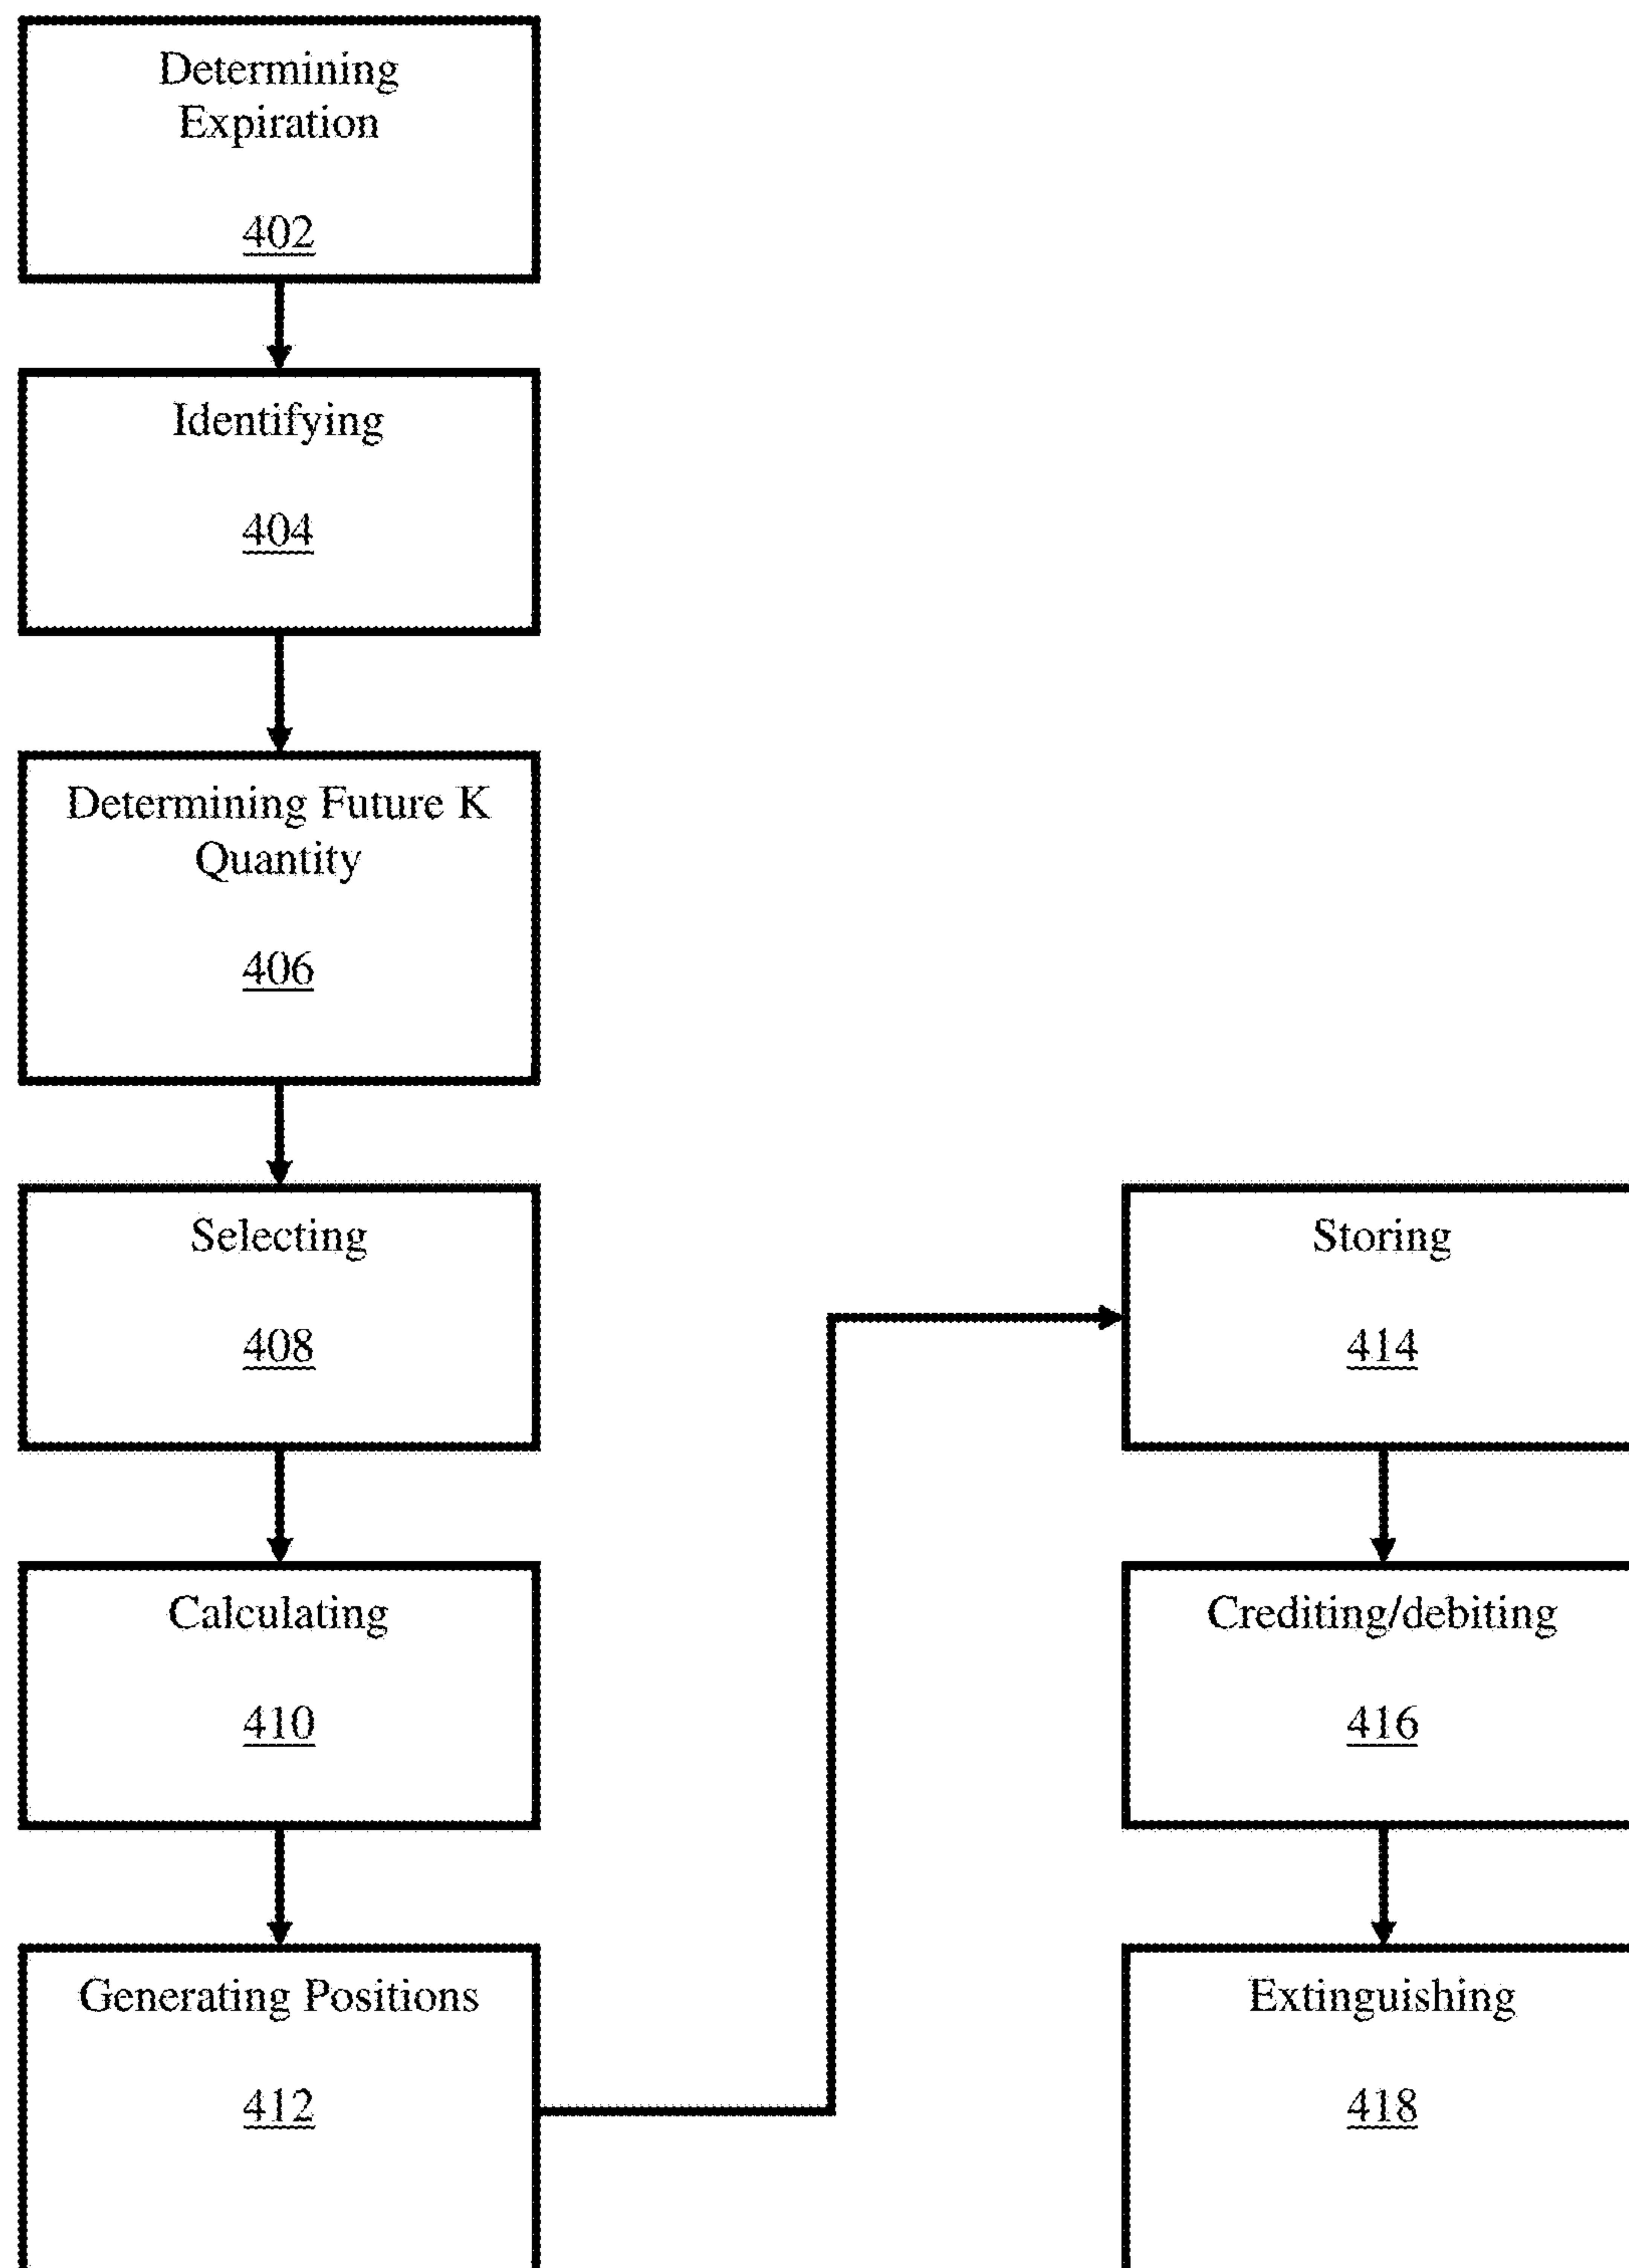 Determining
Expiration
402
Identifying
404
Determining Future K
Quantity
406
Selecting
408
Calculating
410
Generating Positions
412
Storing
414
Crediting/debiting
416
Extinguishing
418